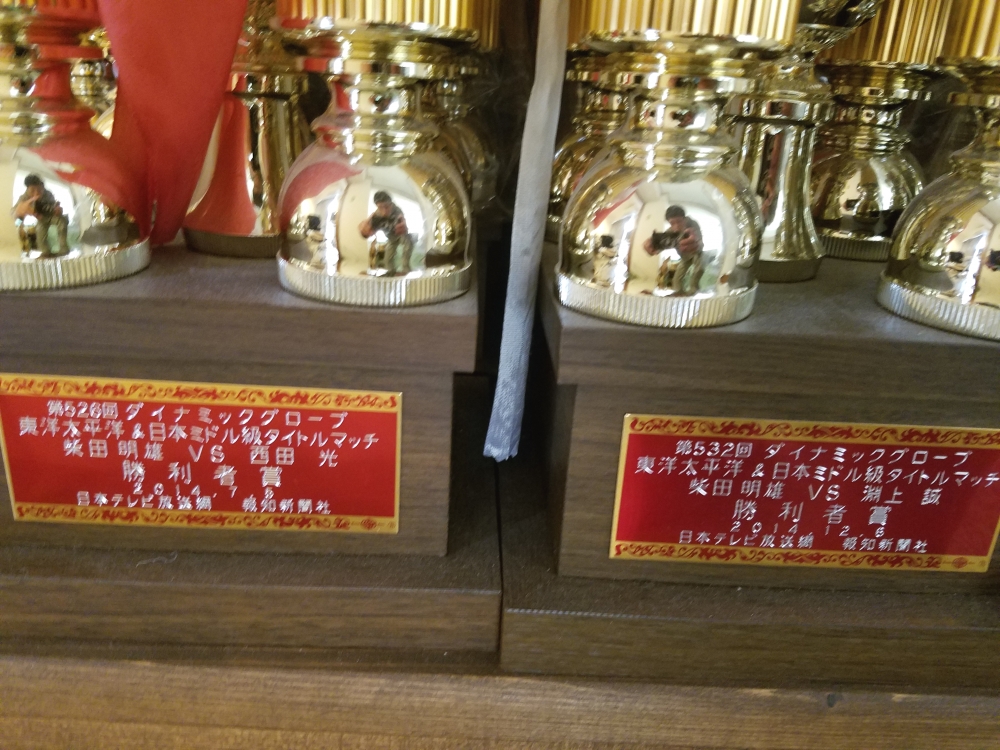 第526回 ダイナミックグローブ
東洋太平洋&日本ミドル級タイトルマッチ
柴田 明雄 VS 西田 光
勝利者賞
2014.7.5
日本テレビ放送網 報知新聞社
第532回 ダイナミックグローブ
東洋太平洋&日本ミドル級タイトルマッチ
柴田 明雄 VS 淵上 誠
勝利者賞
2014.12.6
日本テレビ放送網 報知新聞社